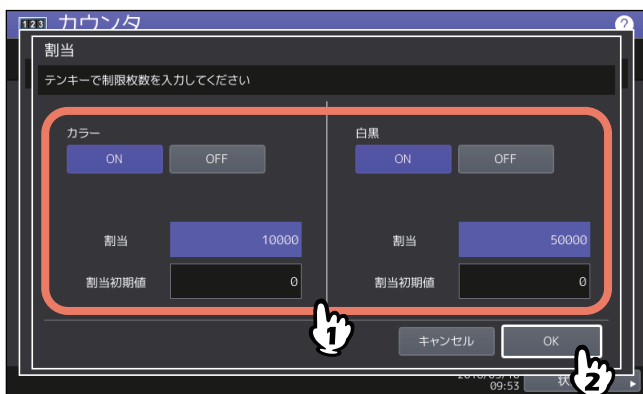 123 カウンタ ?
割当
テンキーで制限枚数を入力してください
カラー 白黒
ON OFF ON OFF
割当 10000 割当 50000
割当初期値 0 割当初期値 0
1
キャンセル OK
2
09:53